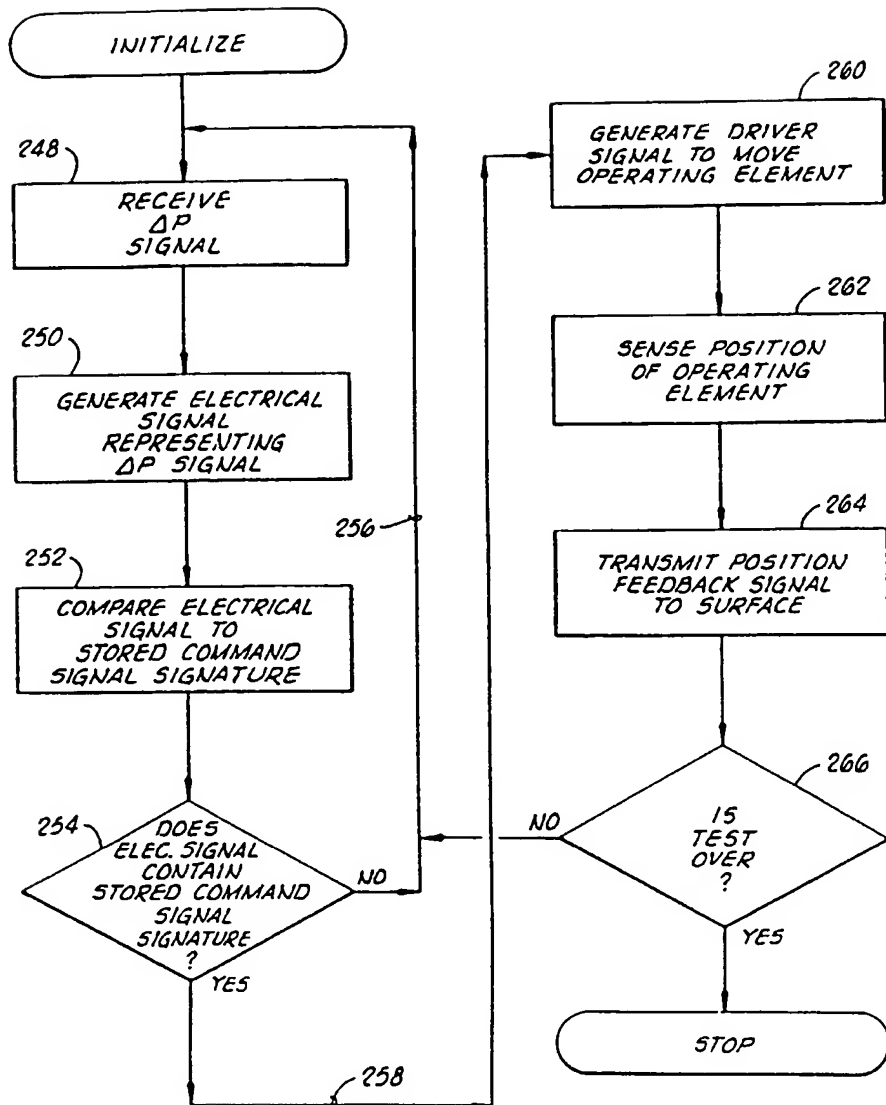 INITIALIZE
248
RECEIVE
ΔP
SIGNAL
250
GENERATE ELECTRICAL
SIGNAL
REPRESENTING
ΔP SIGNAL
252
COMPARE ELECTRICAL
SIGNAL TO
STORED COMMAND
SIGNAL SIGNATURE
254
DOES
ELEC. SIGNAL
CONTAIN
STORED COMMAND
SIGNAL
SIGNATURE
?
NO
YES
256
258
260
GENERATE DRIVER
SIGNAL TO MOVE
OPERATING ELEMENT
262
SENSE POSITION
OF OPERATING
ELEMENT
264
TRANSMIT POSITION
FEEDBACK SIGNAL
TO SURFACE
266
IS
TEST
OVER
?
NO
YES
STOP